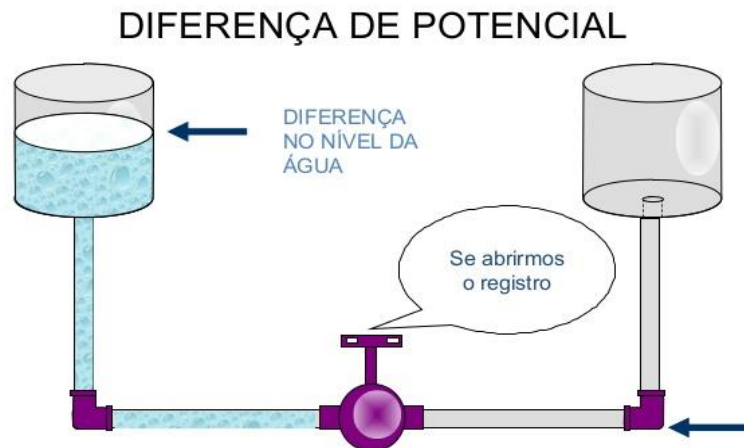 DIFERENÇA DE POTENCIAL
DIFERENÇA
NO NÍVEL DA
ÁGUA
Se abrirmos
o registro